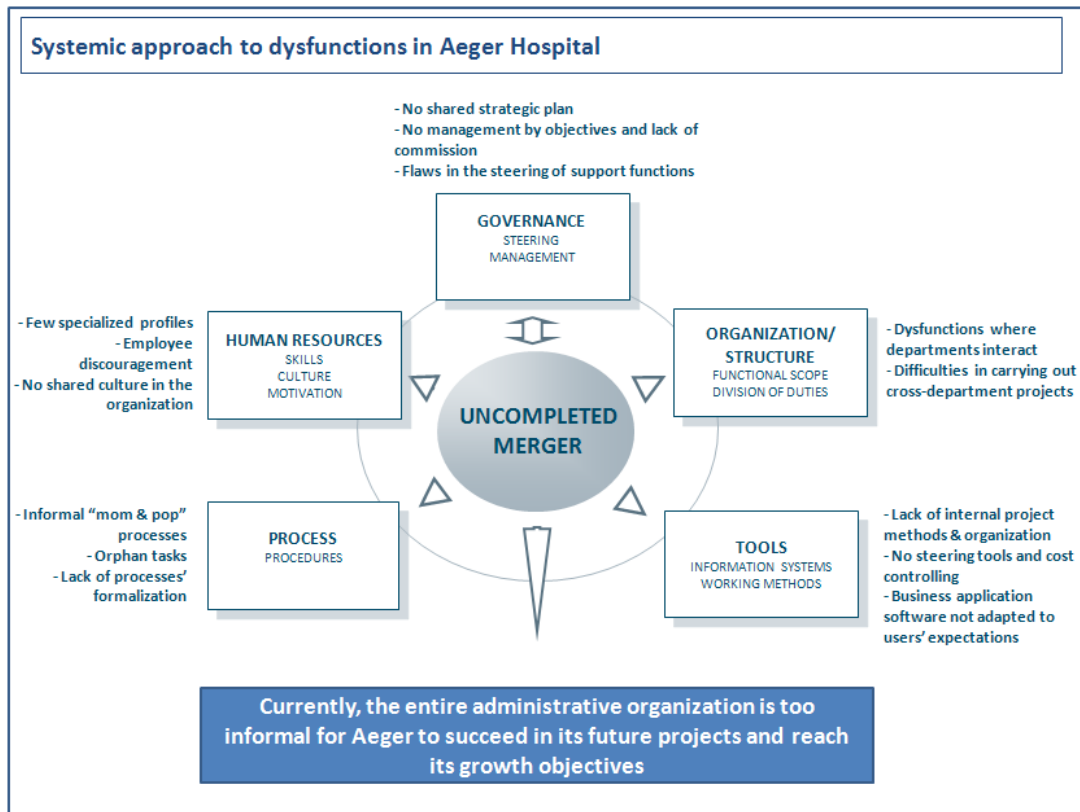 Systemic approach to dysfunctions in Aeger Hospital
- No shared strategic plan
- No management by objectives and lack of
commission
- Flaws in the steering of support functions
GOVERNANCE
STEERING
MANAGEMENT
- Few specialized profiles
- Employee
discouragement
- No shared culture in the
organization
HUMAN RESOURCES
SKILLS
CULTURE
MOTIVATION
ORGANIZATION/
STRUCTURE
FUNCTIONAL SCOPE
DIVISION OF DUTIES
- Dysfunctions where
departments interact
- Difficulties in carrying out
cross-department projects
UNCOMPLETED
MERGER
- Informal “mom & pop”
processes
- Orphan tasks
- Lack of processes’
formalization
PROCESS
PROCEDURES
TOOLS
INFORMATION SYSTEMS
WORKING METHODS
- Lack of internal project
methods & organization
- No steering tools and cost
controlling
- Business application
software not adapted to
users’ expectations
Currently, the entire administrative organization is too
informal for Aeger to succeed in its future projects and reach
its growth objectives